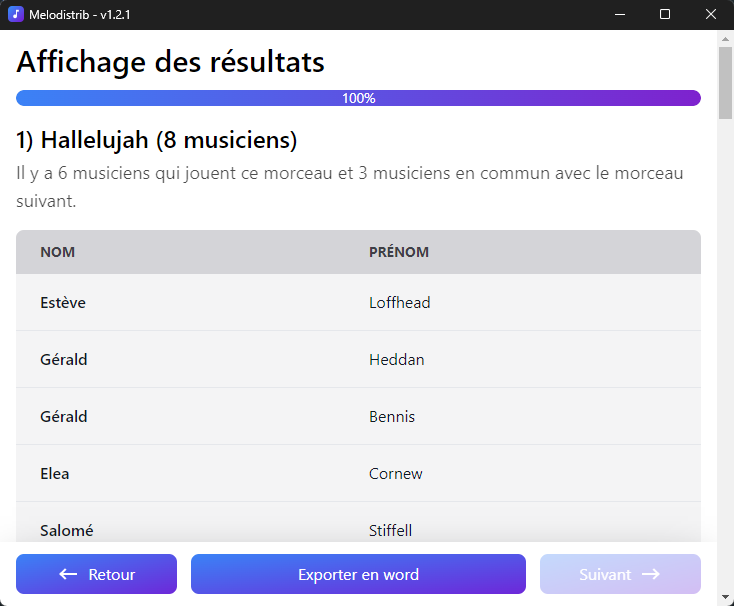 Melodistrib - v1.2.1
Affichage des résultats
100%
1) Hallelujah (8 musiciens)
Il y a 6 musiciens qui jouent ce morceau et 3 musiciens en commun avec le morceau
suivant.
NOM PRÉNOM
Estève Loffhead
Gérald Heddan
Gérald Bennis
Elea Cornew
Salomé Stiffell
← Retour Exporter en word Suivant →